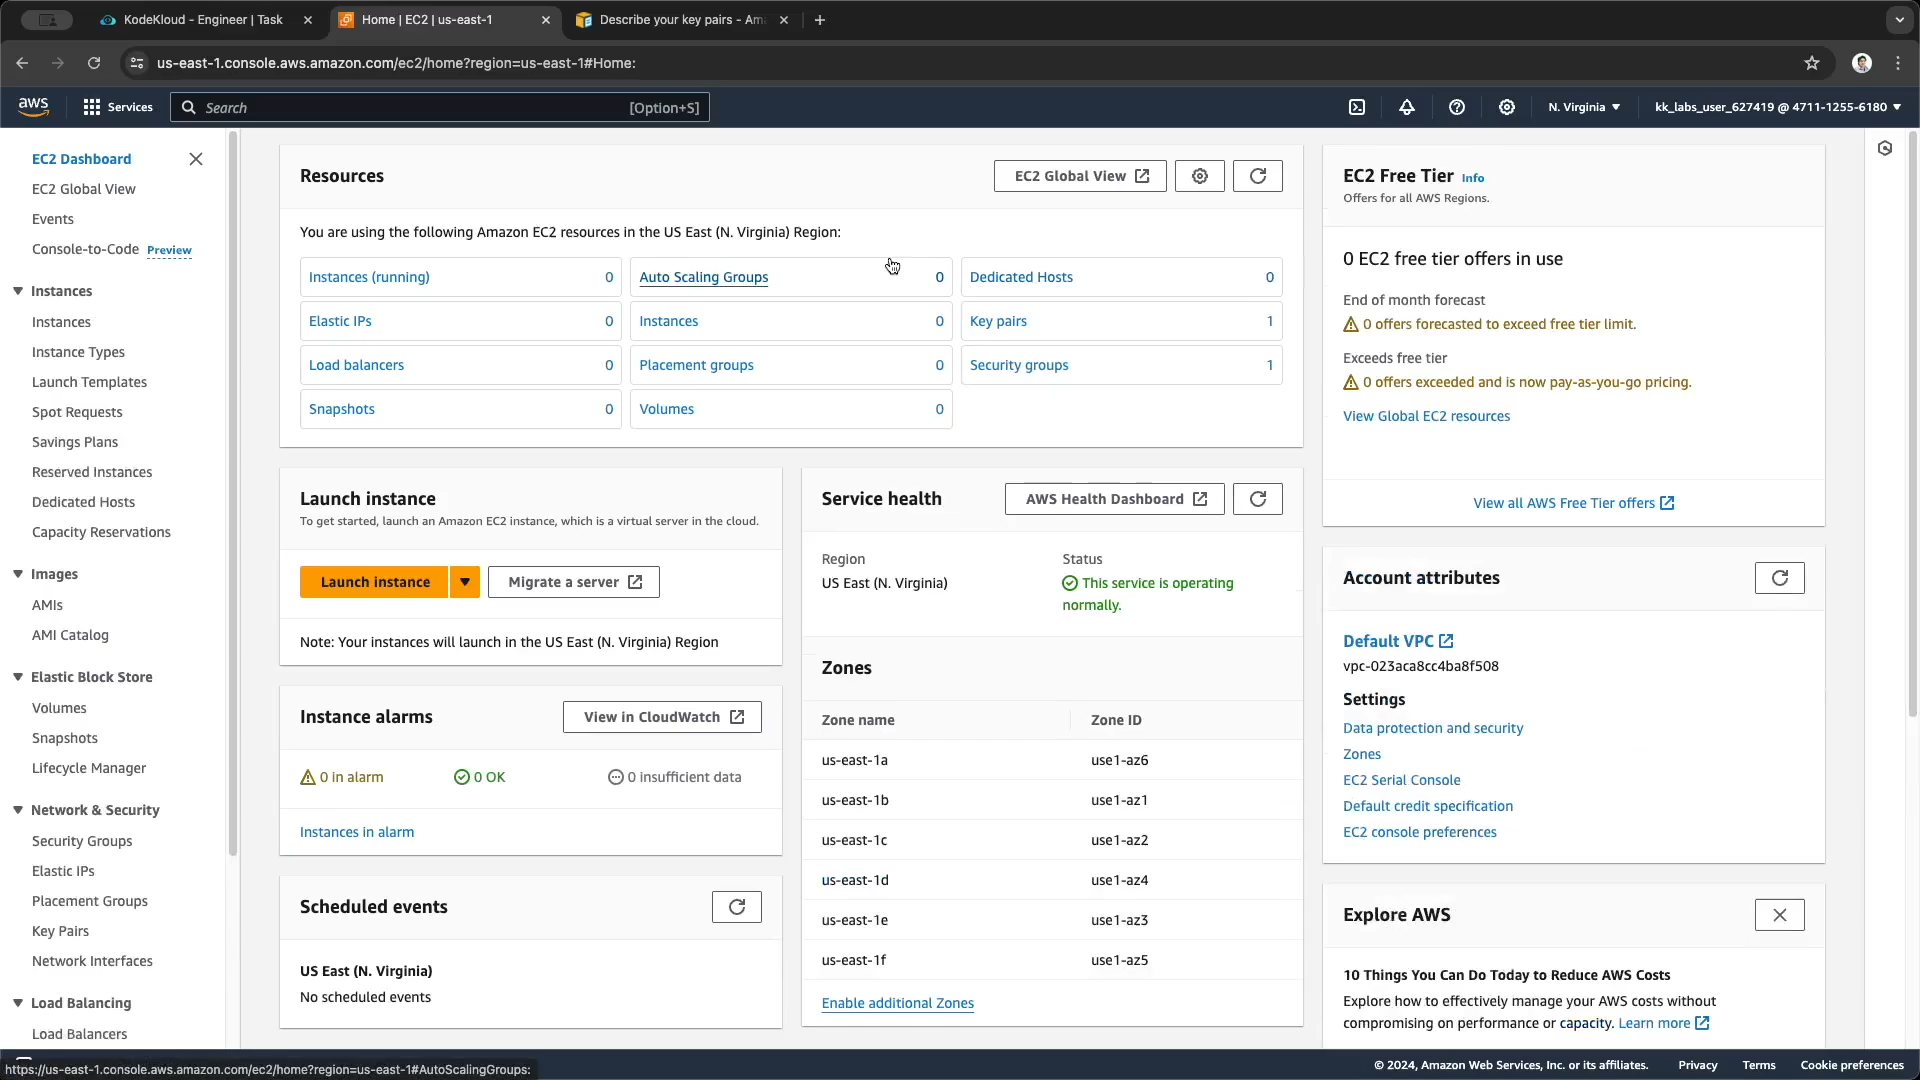 KodeKloud - Engineer | Task
Home | EC2 | us-east-1
Describe your key pairs - Am
us-east-1.console.aws.amazon.com/ec2/home?region=us-east-1#Home:
aws
Services
Search
[Option+S]
N. Virginia
kk_labs_user_627419 @ 4711-1255-6180
EC2 Dashboard
EC2 Global View
Events
Console-to-Code Preview
Instances
Instances
Instance Types
Launch Templates
Spot Requests
Savings Plans
Reserved Instances
Dedicated Hosts
Capacity Reservations
Images
AMIs
AMI Catalog
Elastic Block Store
Volumes
Snapshots
Lifecycle Manager
Network & Security
Security Groups
Elastic IPs
Placement Groups
Key Pairs
Network Interfaces
Load Balancing
Load Balancers
Resources
EC2 Global View
You are using the following Amazon EC2 resources in the US East (N. Virginia) Region:
Instances (running) 0
Auto Scaling Groups 0
Dedicated Hosts 0
Elastic IPs 0
Instances 0
Key pairs 1
Load balancers 0
Placement groups 0
Security groups 1
Snapshots 0
Volumes 0
Launch instance
To get started, launch an Amazon EC2 instance, which is a virtual server in the cloud.
Launch instance
Migrate a server
Note: Your instances will launch in the US East (N. Virginia) Region
Instance alarms
View in CloudWatch
0 in alarm
0 OK
0 insufficient data
Instances in alarm
Scheduled events
US East (N. Virginia)
No scheduled events
Service health
AWS Health Dashboard
Region
US East (N. Virginia)
Status
This service is operating
normally.
Zones
Zone name Zone ID
us-east-1a use1-az6
us-east-1b use1-az1
us-east-1c use1-az2
us-east-1d use1-az4
us-east-1e use1-az3
us-east-1f use1-az5
Enable additional Zones
EC2 Free Tier Info
Offers for all AWS Regions.
0 EC2 free tier offers in use
End of month forecast
0 offers forecasted to exceed free tier limit.
Exceeds free tier
0 offers exceeded and is now pay-as-you-go pricing.
View Global EC2 resources
View all AWS Free Tier offers
Account attributes
Default VPC
vpc-023aca8cc4ba8f508
Settings
Data protection and security
Zones
EC2 Serial Console
Default credit specification
EC2 console preferences
Explore AWS
10 Things You Can Do Today to Reduce AWS Costs
Explore how to effectively manage your AWS costs without
compromising on performance or capacity. Learn more
https://us-east-1.console.aws.amazon.com/ec2/home?region=us-east-1#AutoScalingGroups:
© 2024, Amazon Web Services, Inc. or its affiliates.
Privacy
Terms
Cookie preferences